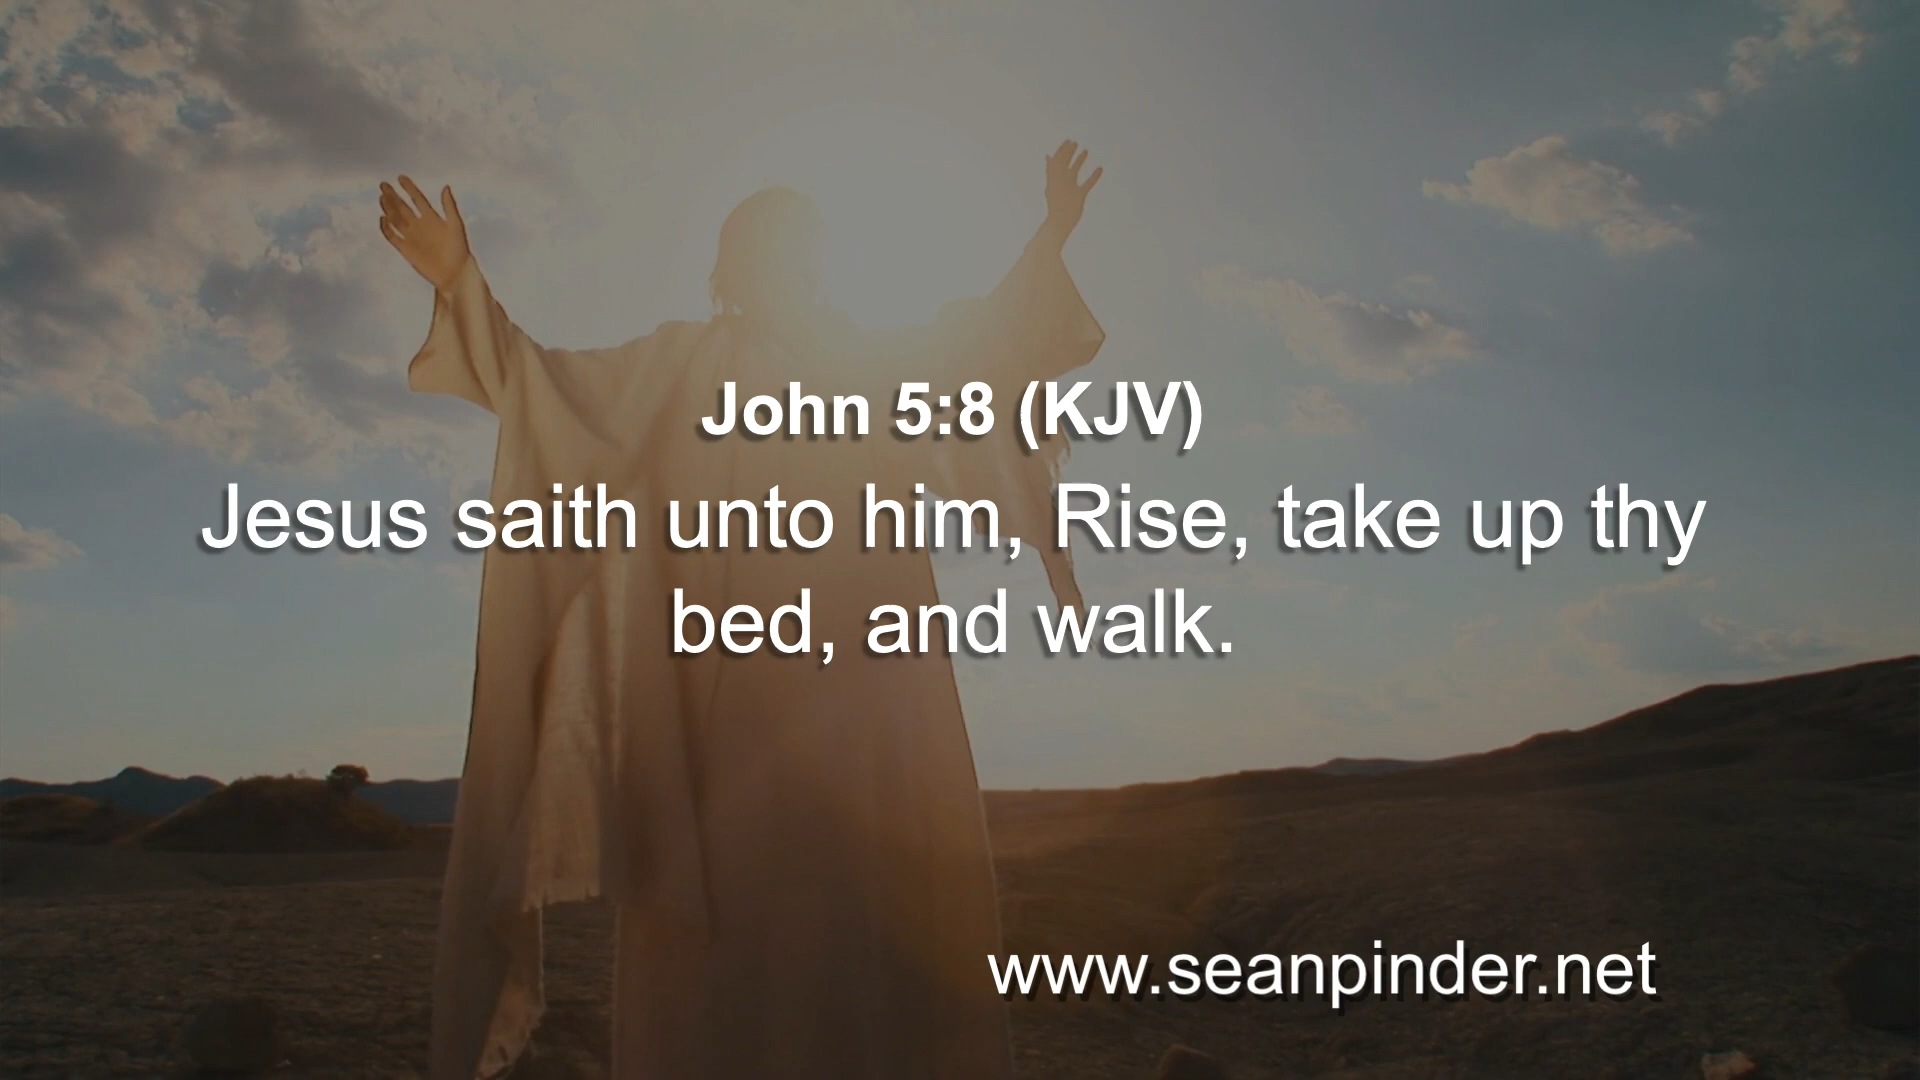 John 5:8 (KJV)
Jesus saith unto him, Rise, take up thy
bed, and walk.
www.seanpinder.net